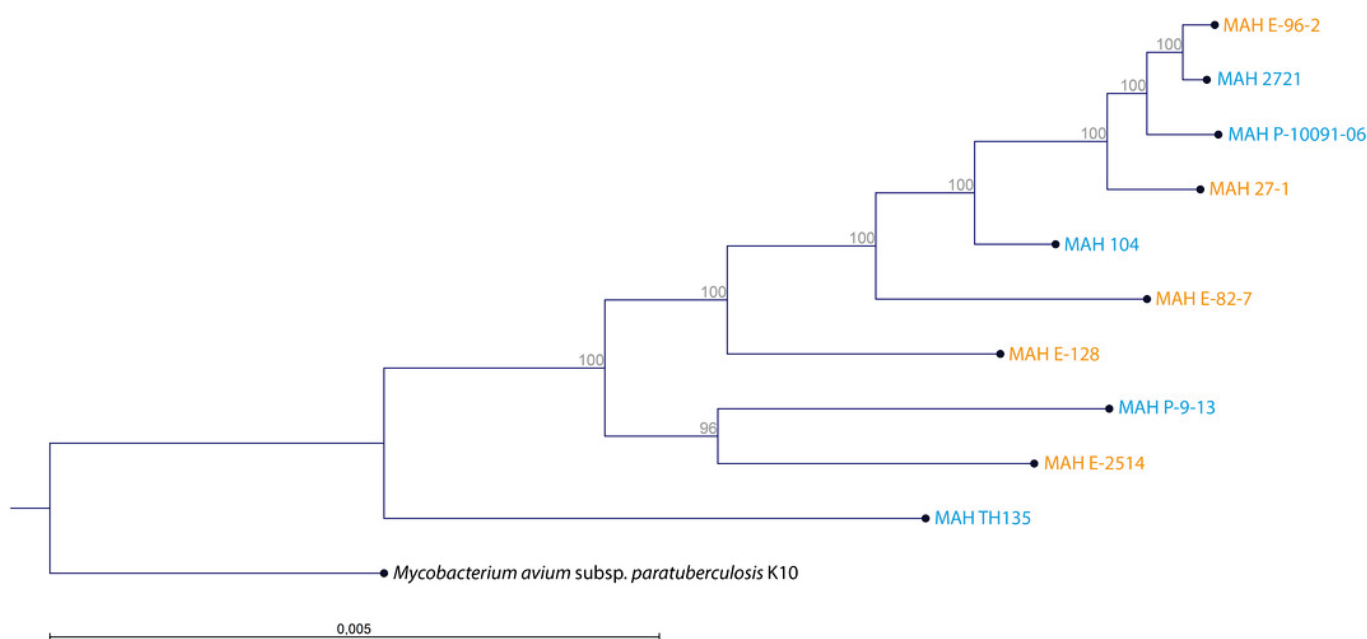 MAH E-96-2
100
MAH 2721
100
MAH P-10091-06
100
MAH 27-1
100
MAH 104
100
MAH E-82-7
100
MAH E-128
100
MAH P-9-13
96
MAH E-2514
MAH TH135
Mycobacterium avium subsp. paratuberculosis K10
0,005